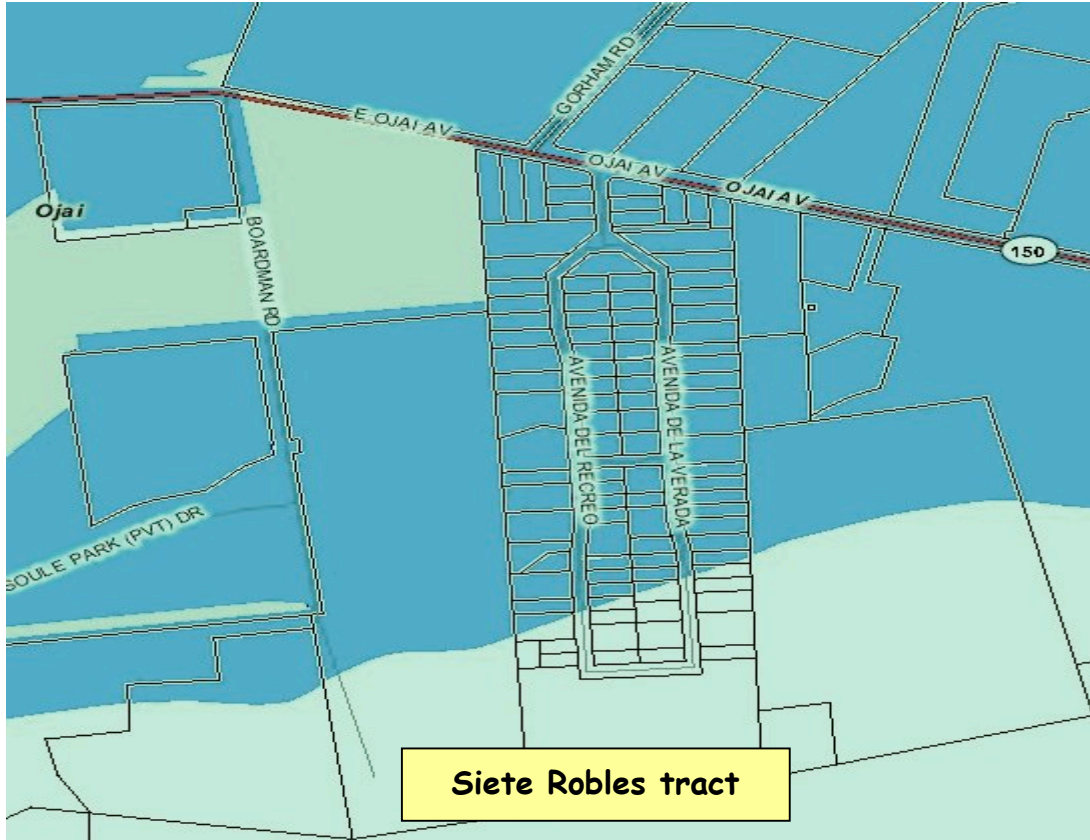 GORHAM RD
E OJAI AV
OJAI AV
OJAI AV
Ojai
BOARDMAN RD
150
AVENIDA DEL RECREO
AVENIDA DE LA VERADA
SOULE PARK (PVT) DR
Siete Robles tract